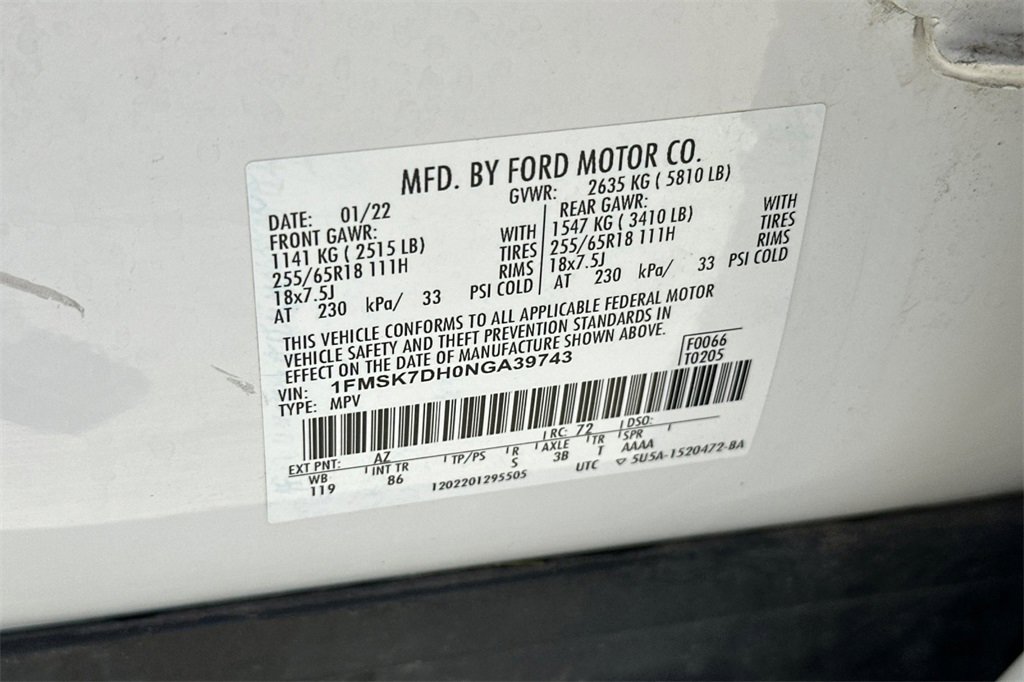 MFD. BY FORD MOTOR CO.
DATE: 01/22
GVWR: 2635 KG ( 5810 LB)
FRONT GAWR:
1141 KG ( 2515 LB) WITH
255/65R18 111H TIRES
18x7.5J RIMS
AT 230 kPa/ 33 PSI COLD
REAR GAWR:
1547 KG ( 3410 LB) WITH
255/65R18 111H TIRES
18x7.5J RIMS
AT 230 kPa/ 33 PSI COLD
THIS VEHICLE CONFORMS TO ALL APPLICABLE FEDERAL MOTOR
VEHICLE SAFETY AND THEFT PREVENTION STANDARDS IN
EFFECT ON THE DATE OF MANUFACTURE SHOWN ABOVE.
VIN: 1FMSK7DH0NGA39743
TYPE: MPV
F0066
T0205
EXT PNT: AZ RC: 72 DSO:
WB INT TR TP/PS R AXLE TR SPR
119 86 S 3B T AAAA
1202201295505 UTC ▽ 5U5A-1520472-BA